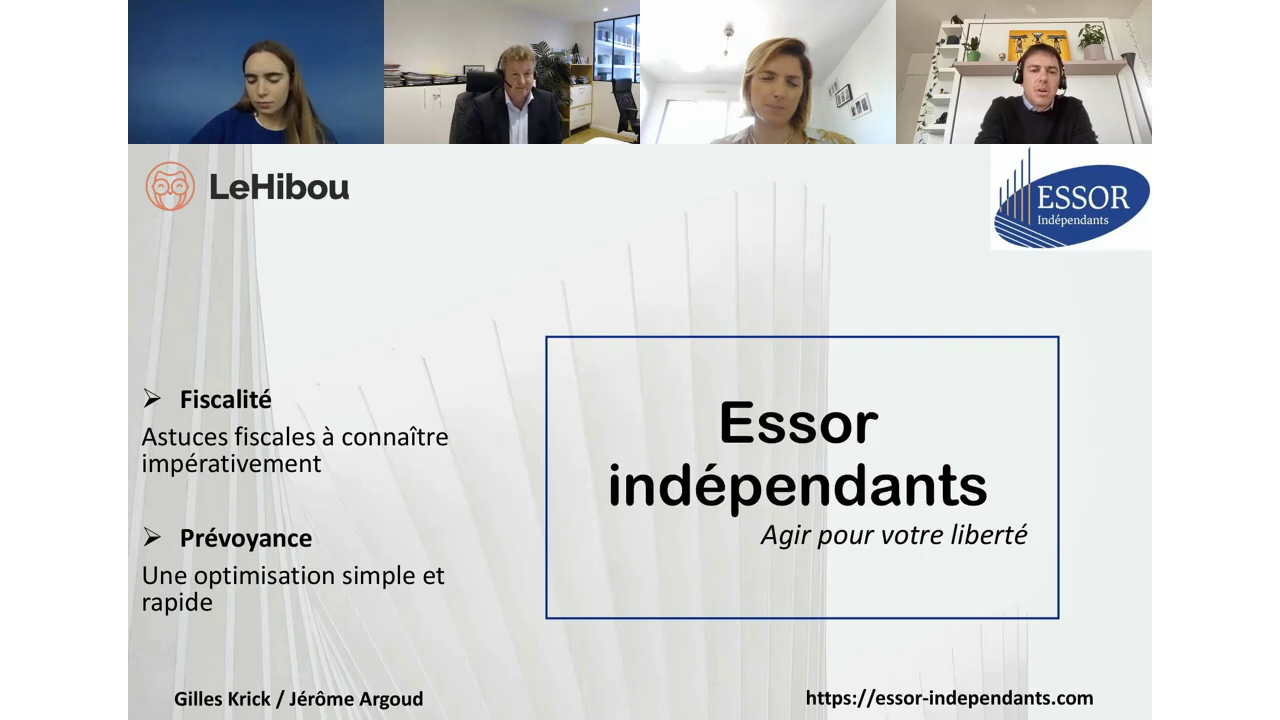 LeHibou
ESSOR
Indépendants
➢ Fiscalité
Astuces fiscales à connaître
impérativement
➢ Prévoyance
Une optimisation simple et
rapide
Essor
indépendants
Agir pour votre liberté
Gilles Krick / Jérôme Argoud
https://essor-independants.com